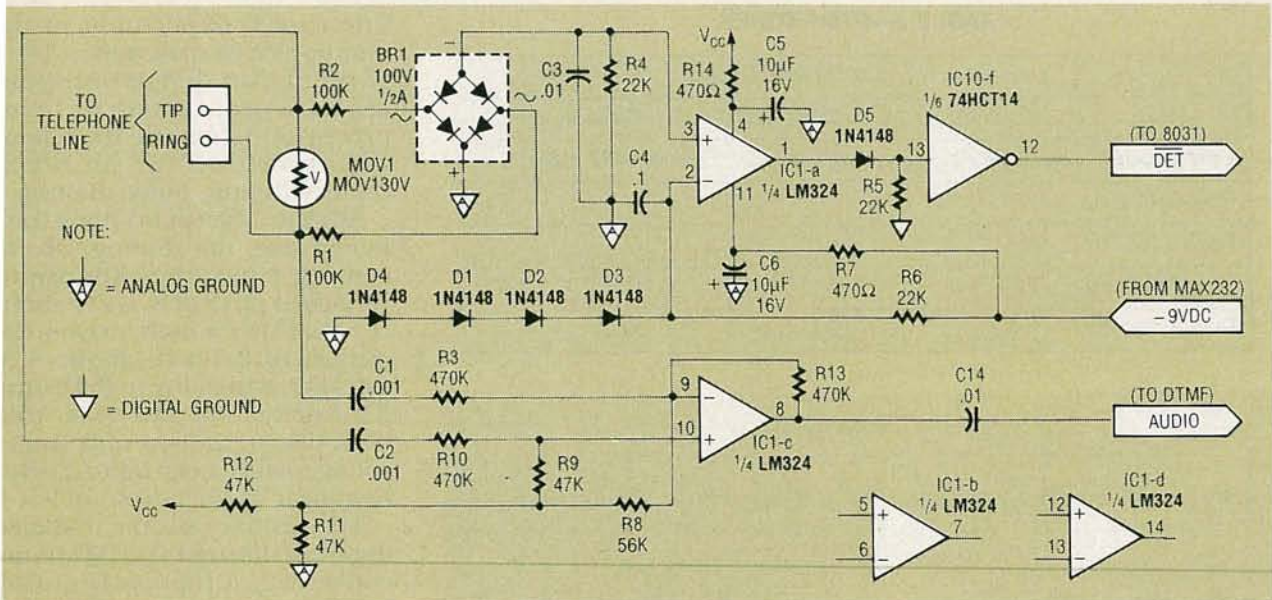 TO
TELEPHONE
LINE
TIP
RING
R2
100K
BR1
100V
1/2A
~
~
−
+
MOV1
MOV130V
V
R1
100K
C3
.01
R4
22K
C4
.1
VCC
R14
470Ω
C5
10µF
16V
+
A
3
+
2
−
4
11
1
IC1-a
1/4 LM324
D5
1N4148
R5
22K
IC10-f
1/6 74HCT14
13
12
(TO 8031)
DET
NOTE:
A = ANALOG GROUND
= DIGITAL GROUND
D4
1N4148
D1
1N4148
D2
1N4148
D3
1N4148
C6
10µF
16V
+
R7
470Ω
R6
22K
(FROM MAX232)
−9VDC
C1
.001
R3
470K
C2
.001
R10
470K
R9
47K
R12
47K
VCC
R11
47K
R8
56K
9
−
10
+
8
R13
470K
IC1-c
1/4 LM324
C14
.01
(TO DTMF)
AUDIO
IC1-b
1/4 LM324
5
+
6
−
7
IC1-d
1/4 LM324
12
+
13
−
14